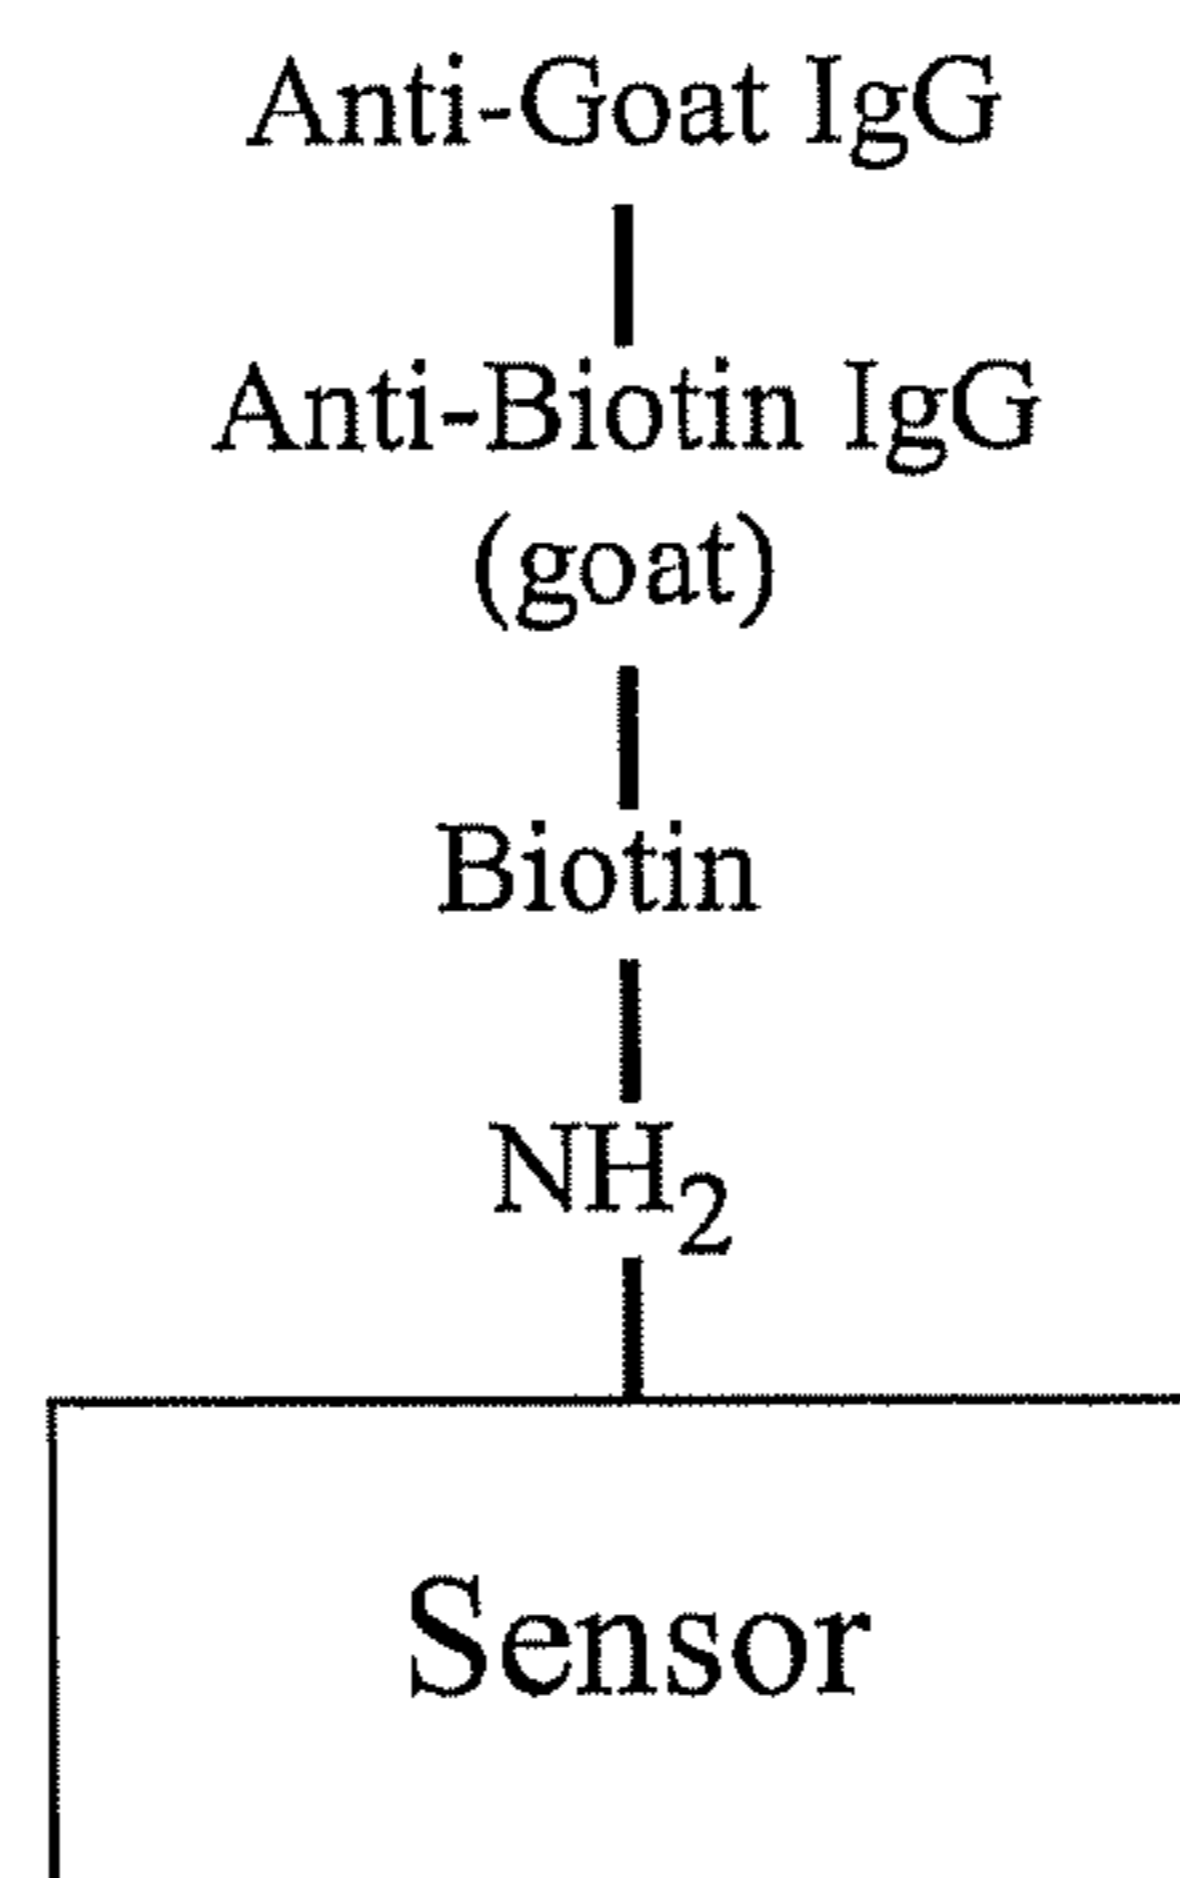 Anti-Goat IgG
Anti-Biotin IgG
(goat)
Biotin
NH₂
Sensor